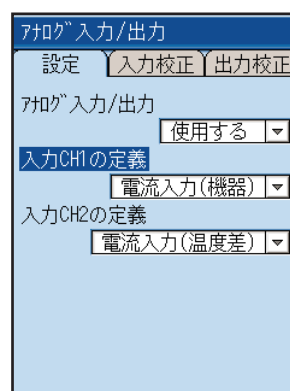 ｱﾅﾛｸﾞ入力/出力
設定 入力校正 出力校正
ｱﾅﾛｸﾞ入力/出力
使用する
入力CH1の定義
電流入力(機器)
入力CH2の定義
電流入力(温度差)